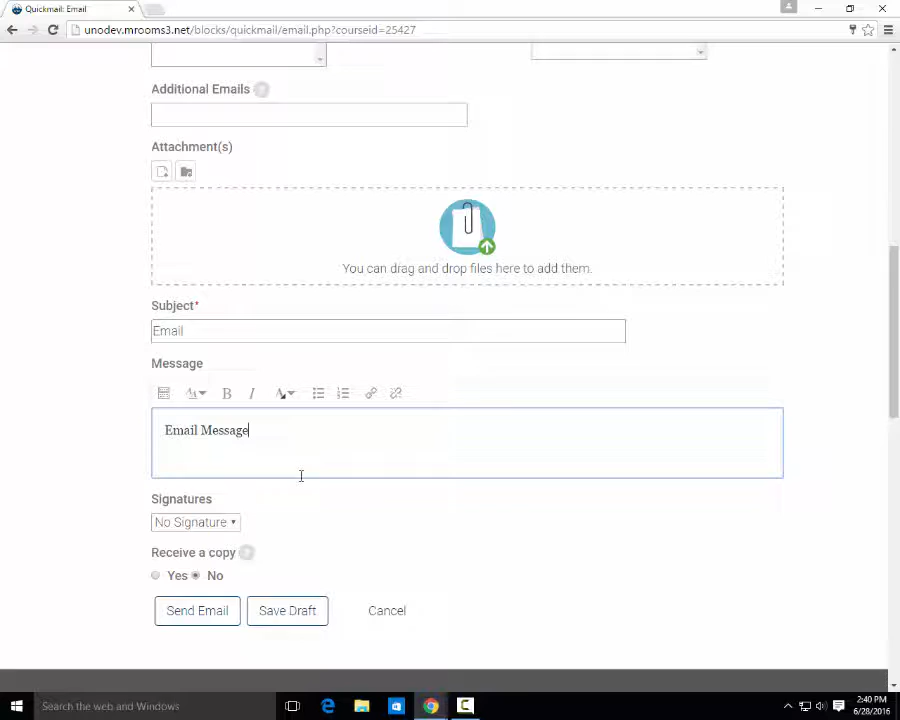 Quickmail: Email
unodev.mrooms3.net/blocks/quickmail/email.php?courseid=25427
Additional Emails
Attachment(s)
You can drag and drop files here to add them.
Subject*
Email
Message
B I
Email Message
Signatures
No Signature
Receive a copy
Yes No
Send Email Save Draft Cancel
Search the web and Windows
2:40 PM
6/28/2016